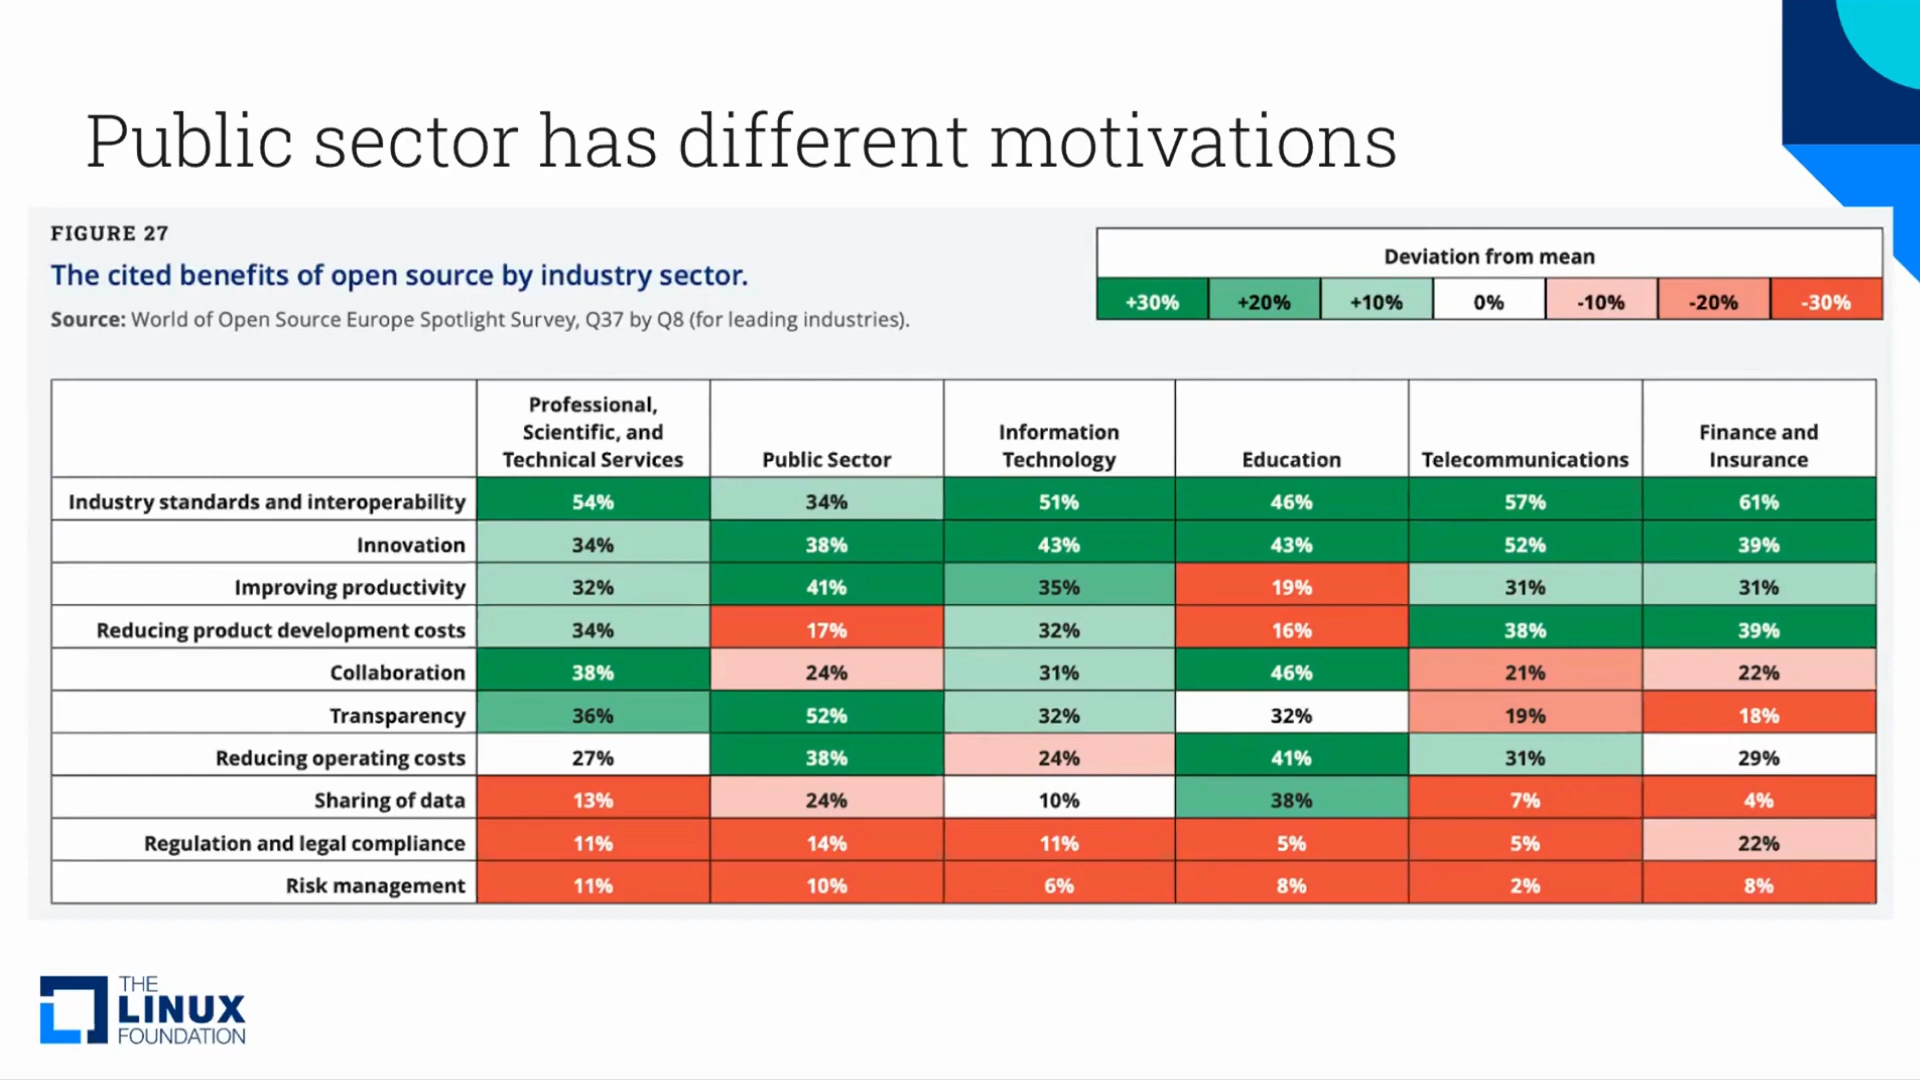 Public sector has different motivations
FIGURE 27
The cited benefits of open source by industry sector.
Source: World of Open Source Europe Spotlight Survey, Q37 by Q8 (for leading industries).
Deviation from mean
+30% +20% +10% 0% -10% -20% -30%
Professional, Scientific, and Technical Services
Public Sector
Information Technology
Education
Telecommunications
Finance and Insurance
Industry standards and interoperability 54% 34% 51% 46% 57% 61%
Innovation 34% 38% 43% 43% 52% 39%
Improving productivity 32% 41% 35% 19% 31% 31%
Reducing product development costs 34% 17% 32% 16% 38% 39%
Collaboration 38% 24% 31% 46% 21% 22%
Transparency 36% 52% 32% 32% 19% 18%
Reducing operating costs 27% 38% 24% 41% 31% 29%
Sharing of data 13% 24% 10% 38% 7% 4%
Regulation and legal compliance 11% 14% 11% 5% 5% 22%
Risk management 11% 10% 6% 8% 2% 8%
THE
LINUX
FOUNDATION